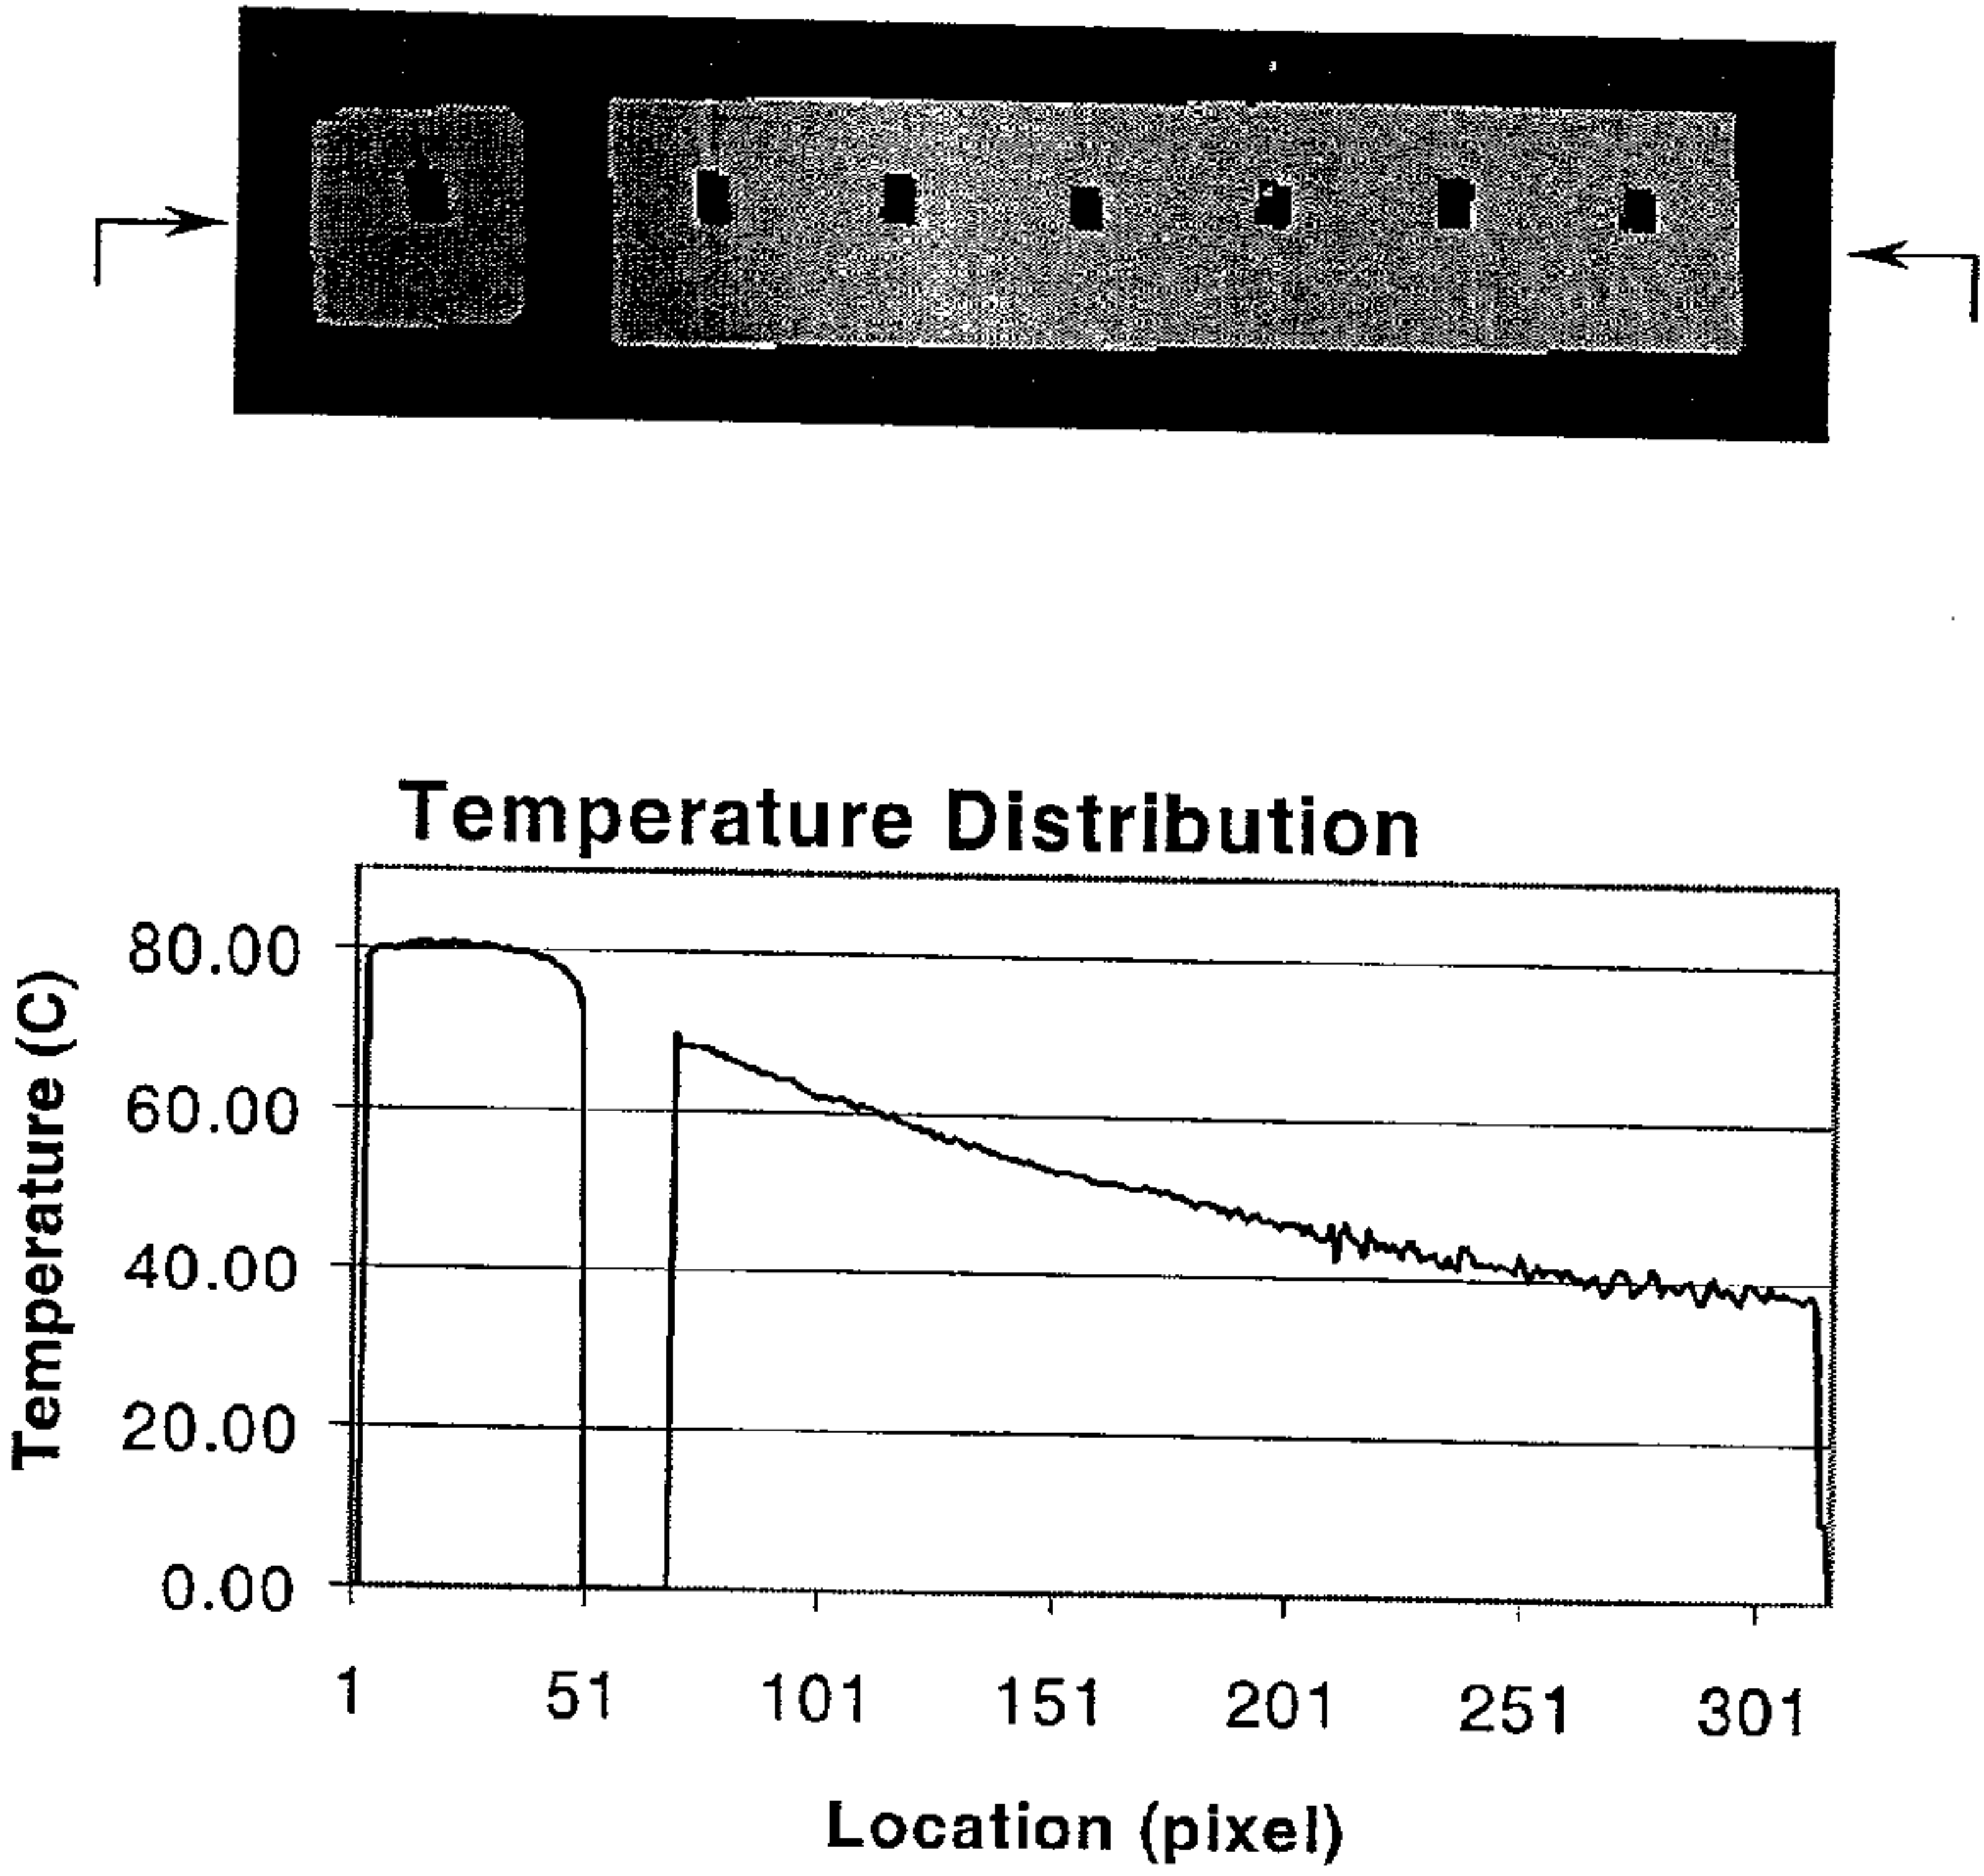 Temperature Distribution
Temperature (C)
80.00
60.00
40.00
20.00
0.00
1 51 101 151 201 251 301
Location (pixel)